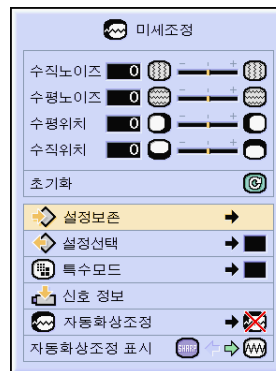 미세조정
수직노이즈 0 - +
수평노이즈 0 - +
수평위치 0 - +
수직위치 0 - +
초기화
설정보존
설정선택
특수모드
신호 정보
자동화상조정
자동화상조정 표시 SHARP